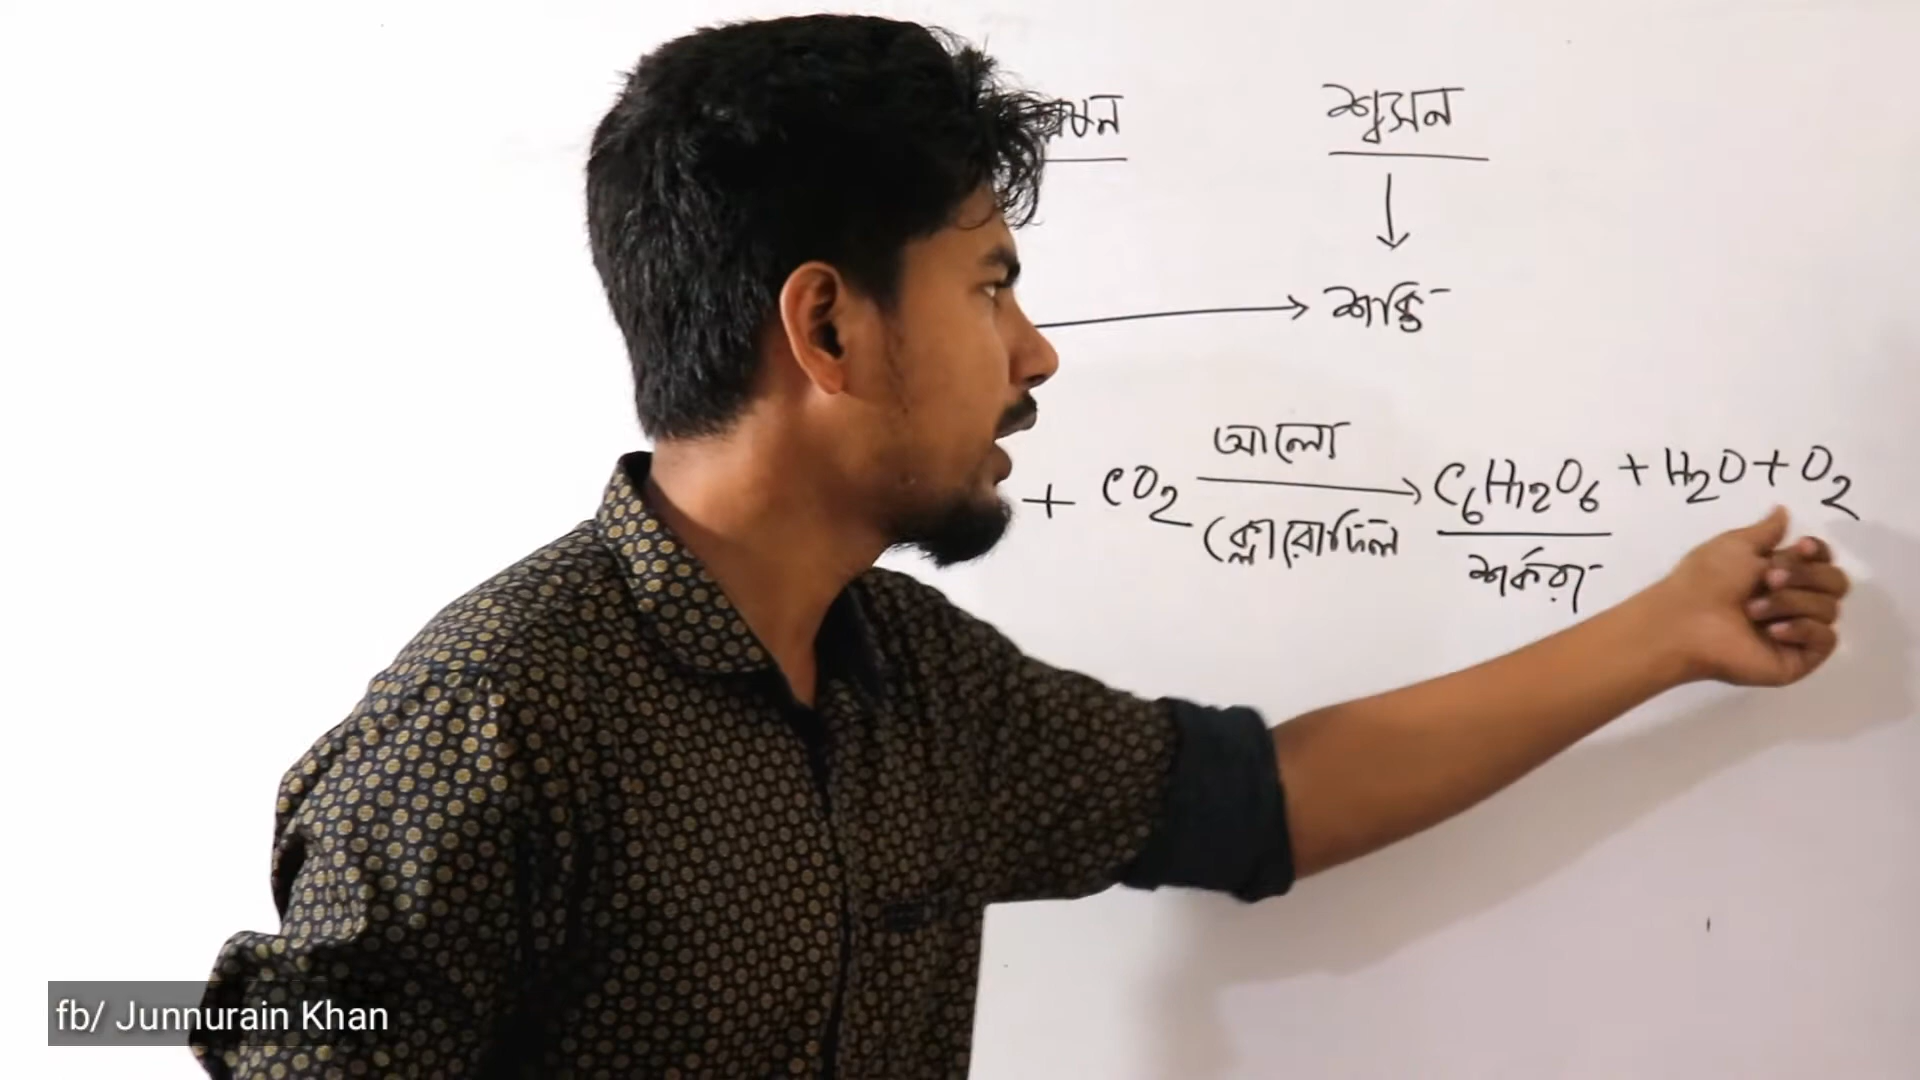 শ্বসন
শক্তি
+ CO2 আলো C6H12O6 + H2O + O2
ক্লোরোফিল
শর্করা
fb/ Junnurain Khan